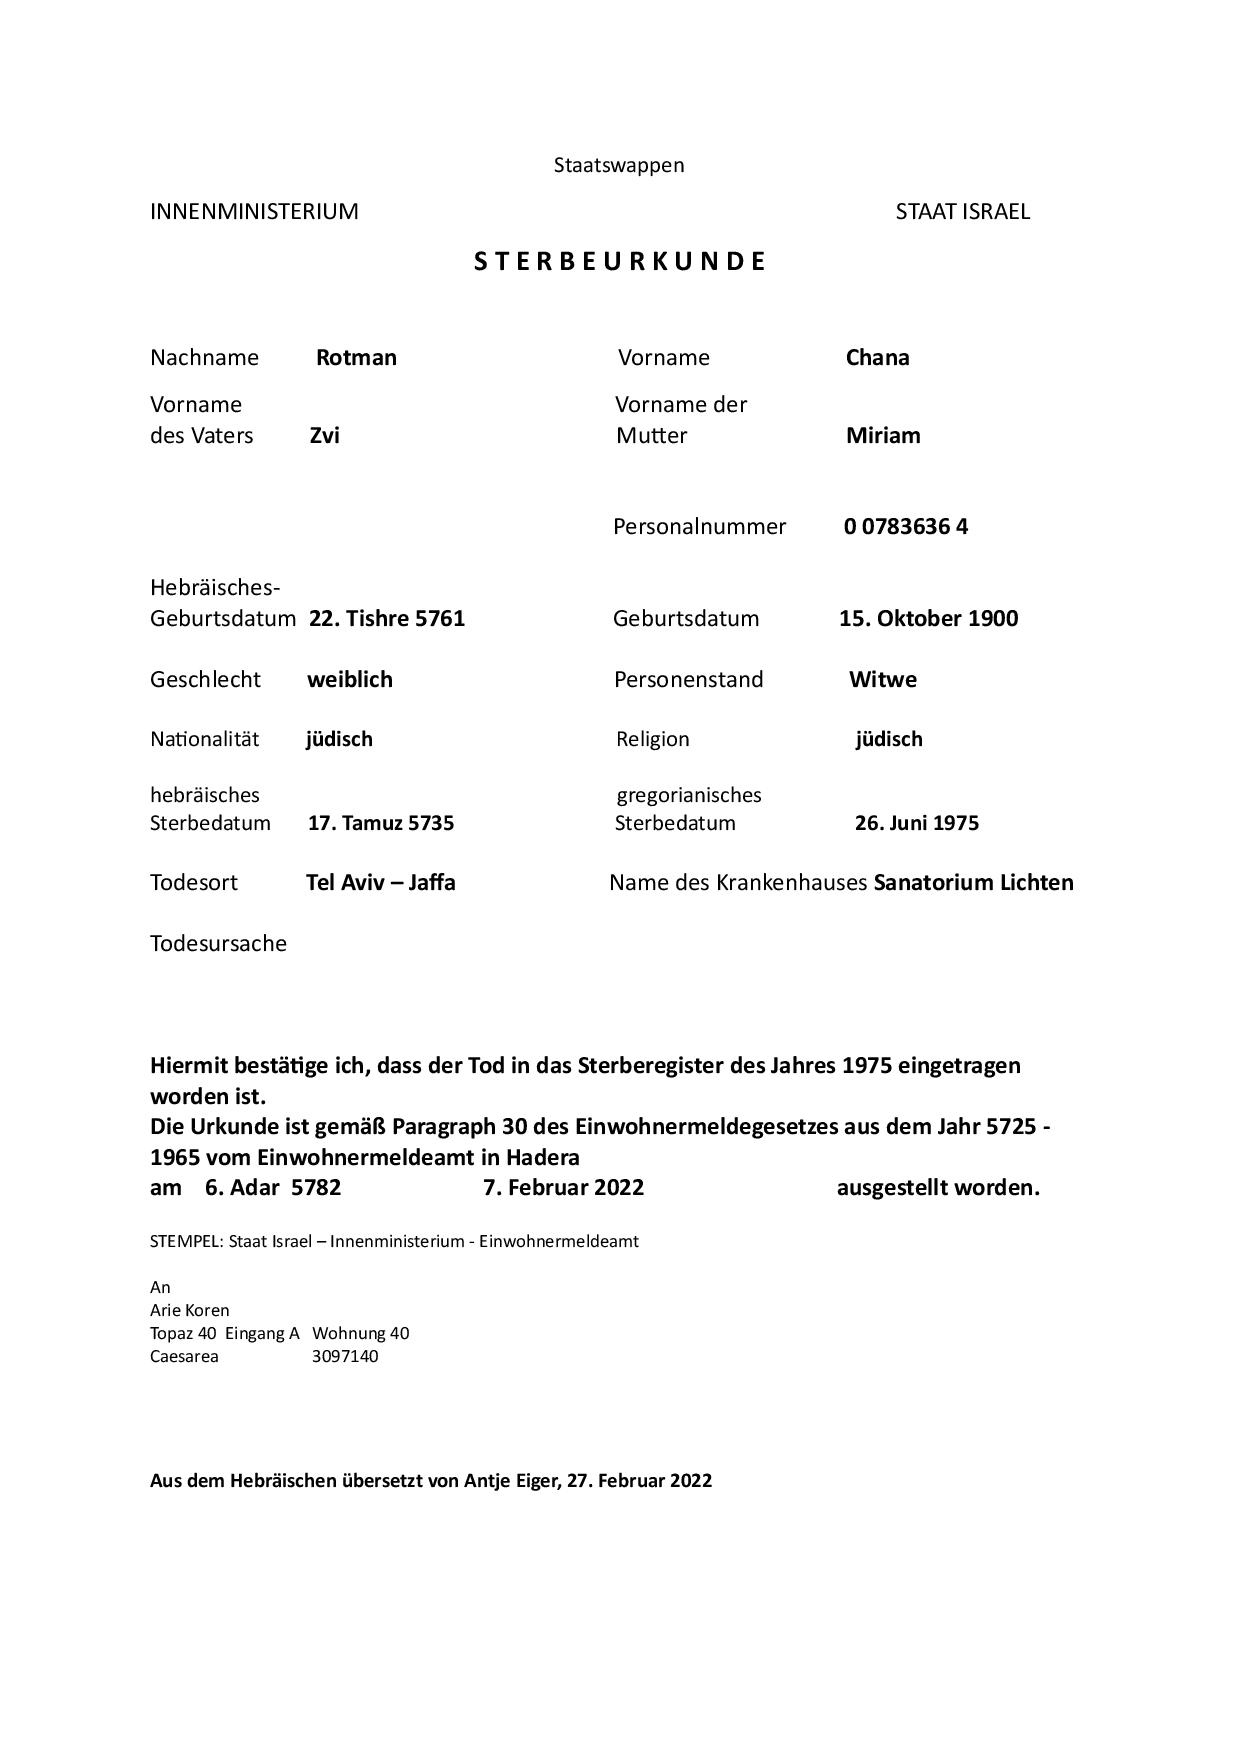 Staatswappen
INNENMINISTERIUM STAAT ISRAEL
S T E R B E U R K U N D E
Nachname Rotman Vorname Chana
Vorname Vorname der
des Vaters Zvi Mutter Miriam
Personalnummer 0 0783636 4
Hebräisches-
Geburtsdatum 22. Tishre 5761 Geburtsdatum 15. Oktober 1900
Geschlecht weiblich Personenstand Witwe
Nationalität jüdisch Religion jüdisch
hebräisches gregorianisches
Sterbedatum 17. Tamuz 5735 Sterbedatum 26. Juni 1975
Todesort Tel Aviv – Jaffa Name des Krankenhauses Sanatorium Lichten
Todesursache
Hiermit bestätige ich, dass der Tod in das Sterberegister des Jahres 1975 eingetragen
worden ist.
Die Urkunde ist gemäß Paragraph 30 des Einwohnermeldegesetzes aus dem Jahr 5725 -
1965 vom Einwohnermeldeamt in Hadera
am 6. Adar 5782 7. Februar 2022 ausgestellt worden.
STEMPEL: Staat Israel – Innenministerium - Einwohnermeldeamt
An
Arie Koren
Topaz 40 Eingang A Wohnung 40
Caesarea 3097140
Aus dem Hebräischen übersetzt von Antje Eiger, 27. Februar 2022